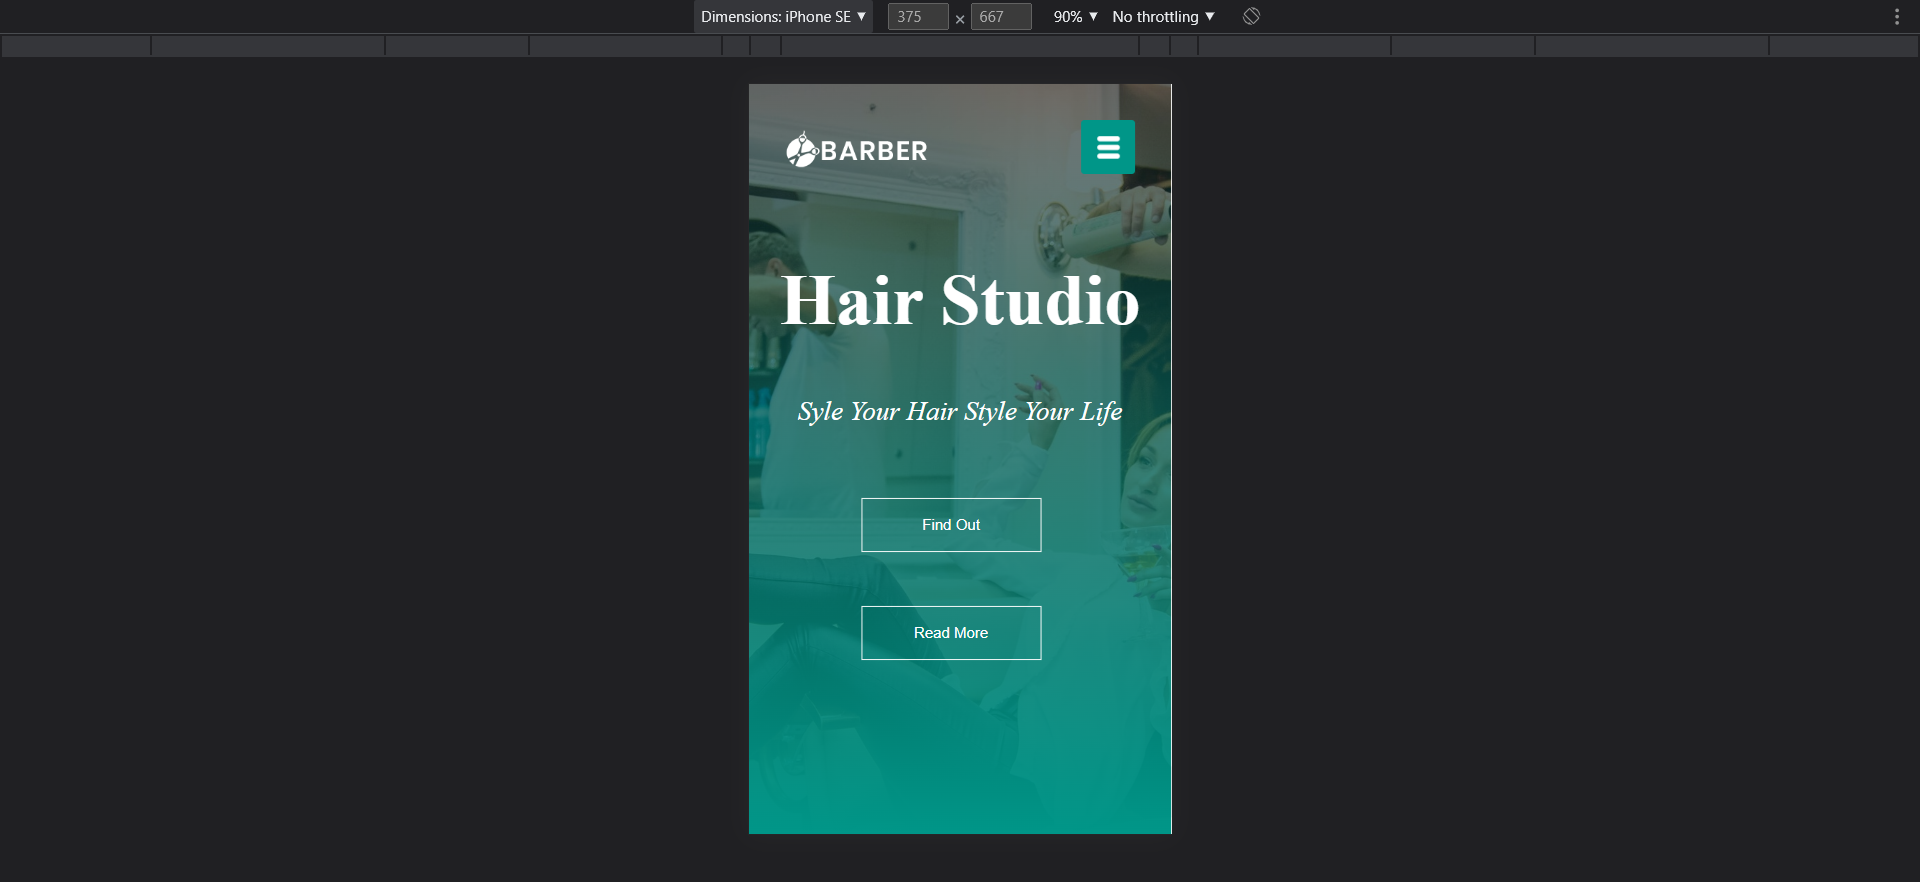 Dimensions: iPhone SE ▼ 375 × 667 90% ▼ No throttling ▼
BARBER
Hair Studio
Syle Your Hair Style Your Life
Find Out
Read More